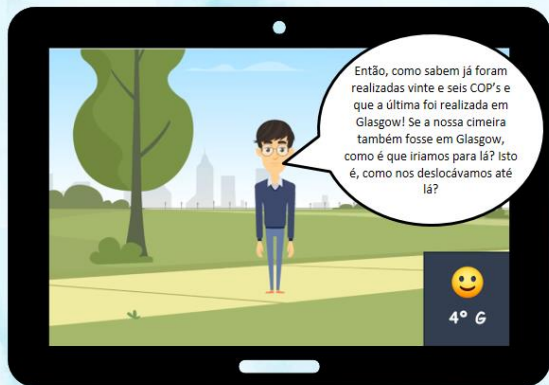 Então, como sabem já foram
realizadas vinte e seis COP's e
que a última foi realizada em
Glasgow! Se a nossa cimeira
também fosse em Glasgow,
como é que iriamos para lá? Isto
é, como nos deslocávamos até
lá?
4º G